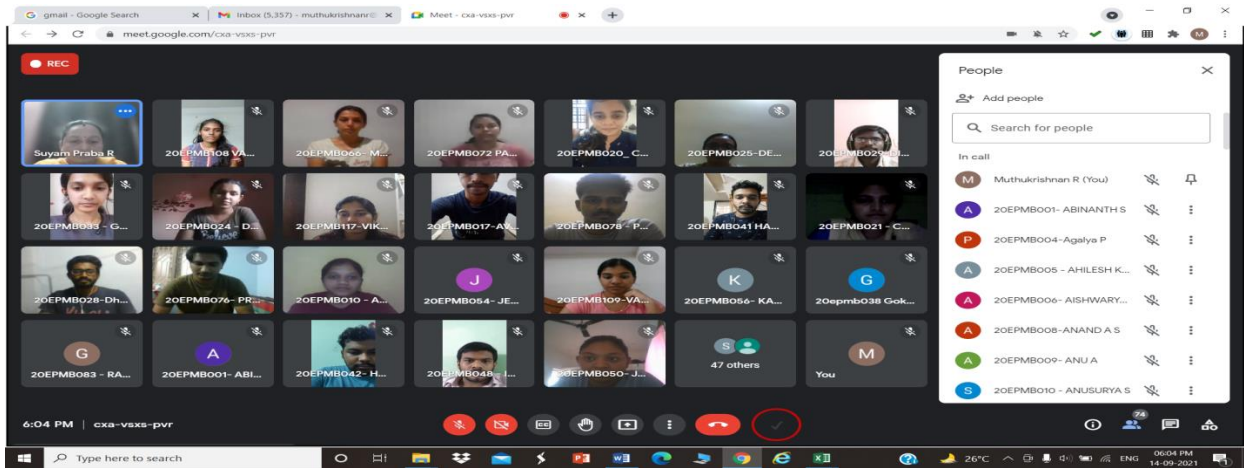 gmail - Google Search
Inbox (5,357) - muthukrishnanr
Meet - cxa-vsxs-pvr
meet.google.com/cxa-vsxs-pvr
M
REC
People
Add people
Search for people
In call
M Muthukrishnan R (You)
A 20EPMB001- ABINANTH S
P 20EPMB004-Agalya P
A 20EPMB005 - AHILESH K...
A 20EPMB006- AISHWARY...
A 20EPMB008-ANAND A S
A 20EPMB009- ANU A
S 20EPMB010 - ANUSURYA S
Suyam Praba R
20EPMB108 VA...
20EPMB066- M...
20EPMB072 PA...
20EPMB020_ C...
20EPMB025-DE...
20EPMB029-
20EPMB033 - G...
20EPMB024 - D...
20EPMB117-VIK...
20EPMB017-AV...
20EPMB078 - P...
20EPMB041 HA...
20EPMB021 - C...
20EPMB028-Dh...
20EPMB076- PR...
20EPMB010 - A...
J
20EPMB054- JE...
20EPMB109-VA...
K
20EPMB056- KA...
G
20epmb038 Gok...
G
20EPMB083 - RA...
A
20EPMB001- ABI...
20EPMB042- H...
20EPMB048 -
20EPMB050- J...
S
47 others
M
You
6:04 PM | cxa-vsxs-pvr
CC
74
Type here to search
26°C
ENG
06:04 PM
14-09-2021